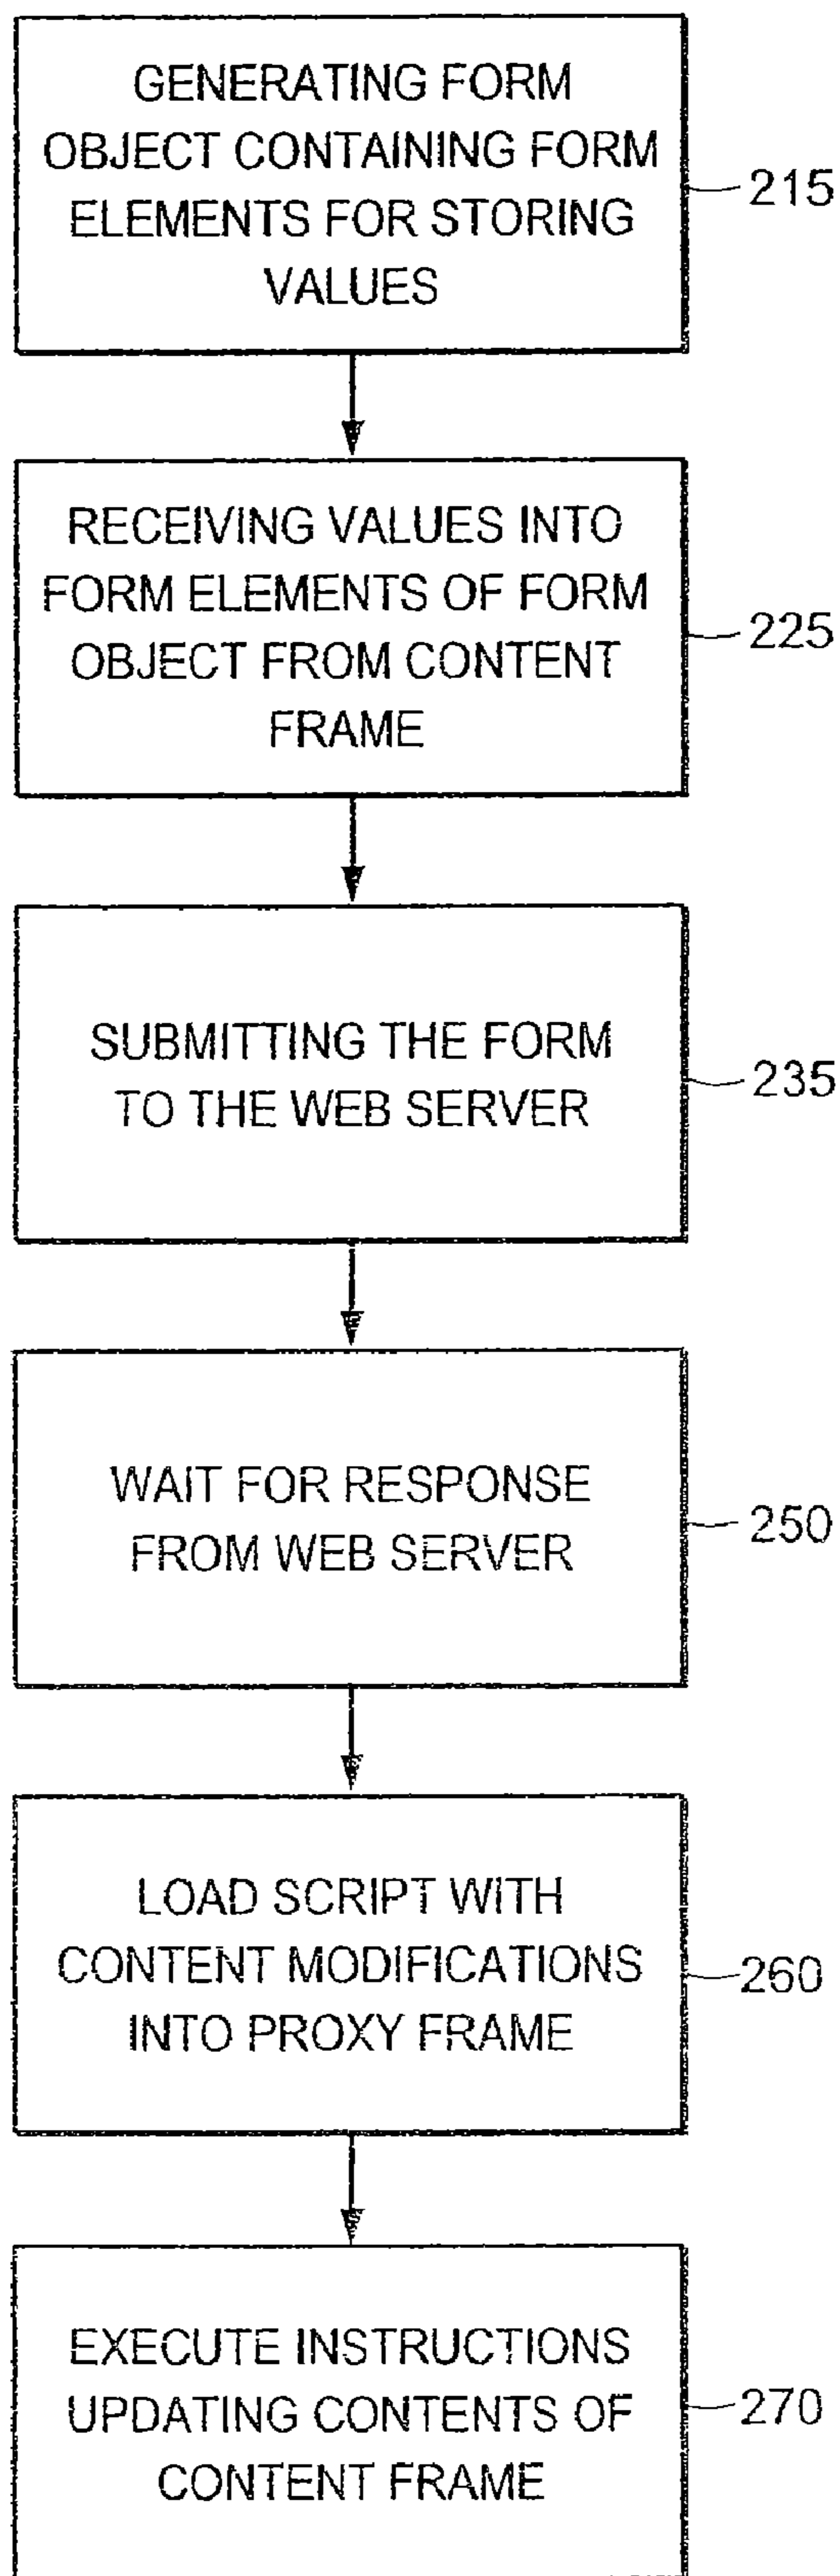 GENERATING FORM
OBJECT CONTAINING FORM
ELEMENTS FOR STORING
VALUES
215
RECEIVING VALUES INTO
FORM ELEMENTS OF FORM
OBJECT FROM CONTENT
FRAME
225
SUBMITTING THE FORM
TO THE WEB SERVER
235
WAIT FOR RESPONSE
FROM WEB SERVER
250
LOAD SCRIPT WITH
CONTENT MODIFICATIONS
INTO PROXY FRAME
260
EXECUTE INSTRUCTIONS
UPDATING CONTENTS OF
CONTENT FRAME
270